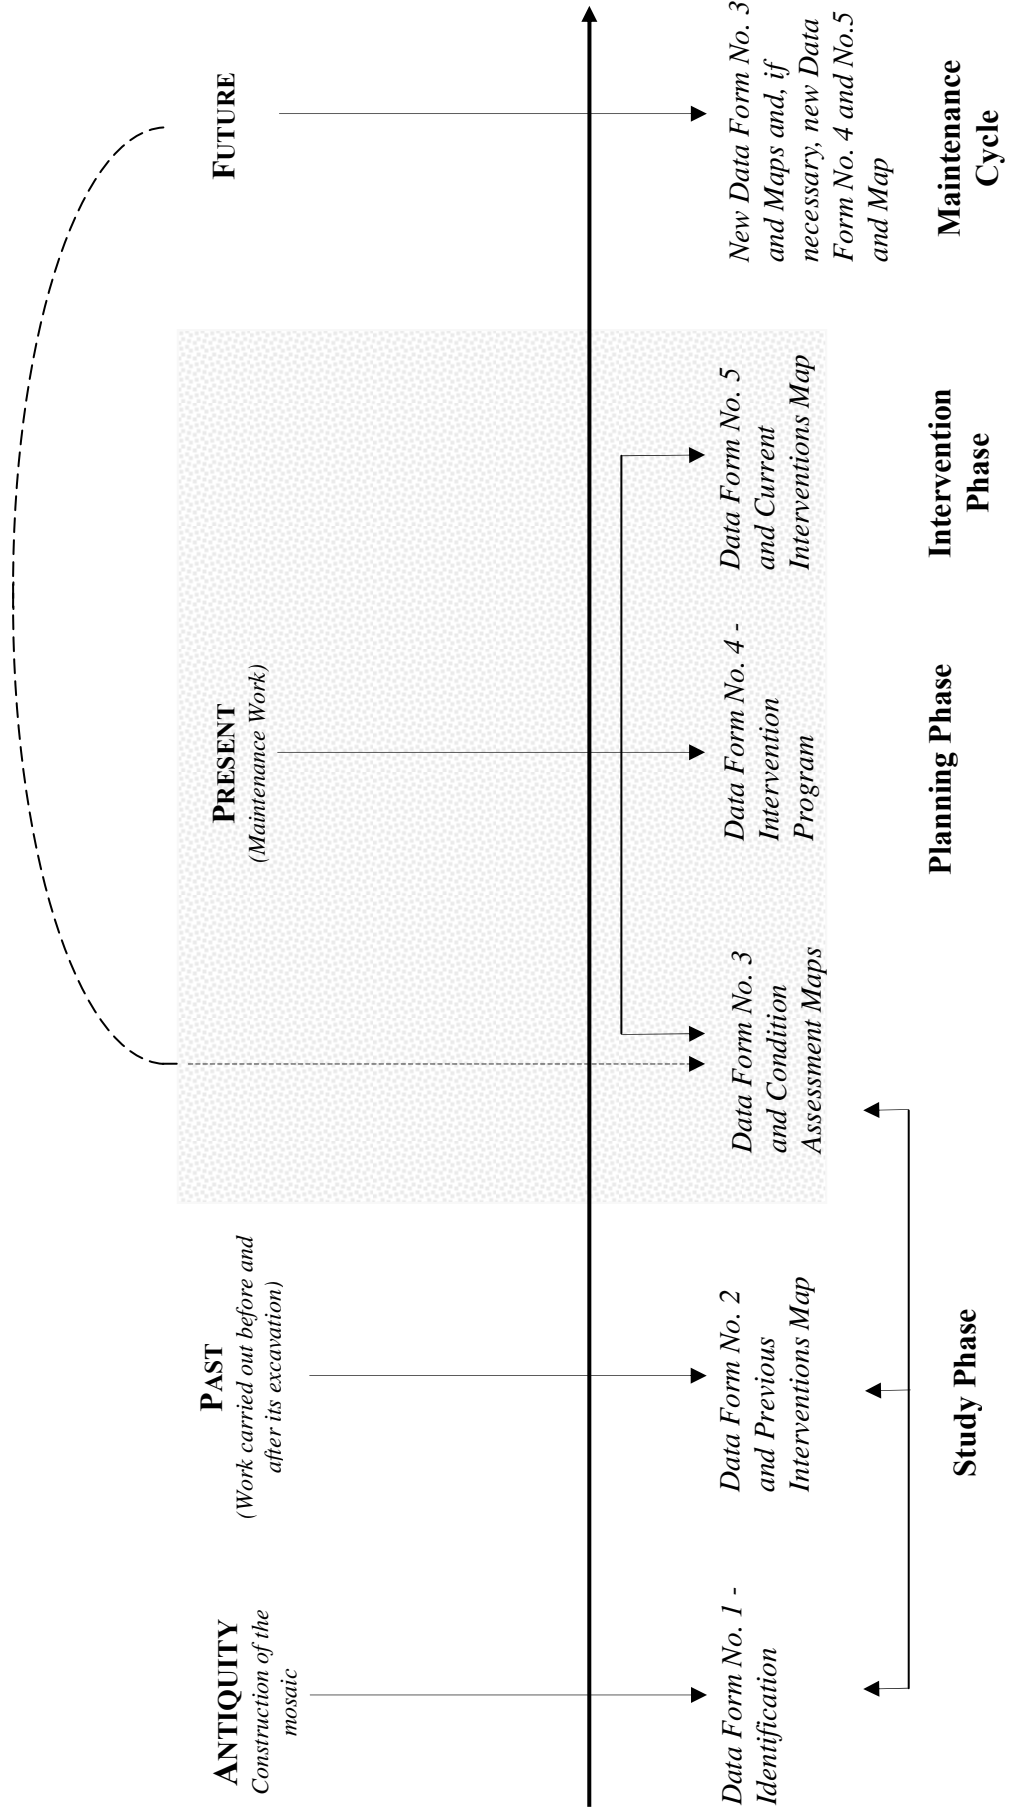 ANTIQUITY
Construction of the
mosaic
PAST
(Work carried out before and
after its excavation)
PRESENT
(Maintenance Work)
FUTURE
Data Form No. 1 -
Identification
Data Form No. 2
and Previous
Interventions Map
Data Form No. 3
and Condition
Assessment Maps
Data Form No. 4 -
Intervention
Program
Data Form No. 5
and Current
Interventions Map
New Data Form No. 3
and Maps and, if
necessary, new Data
Form No. 4 and No.5
and Map
Study Phase
Planning Phase
Intervention
Phase
Maintenance
Cycle